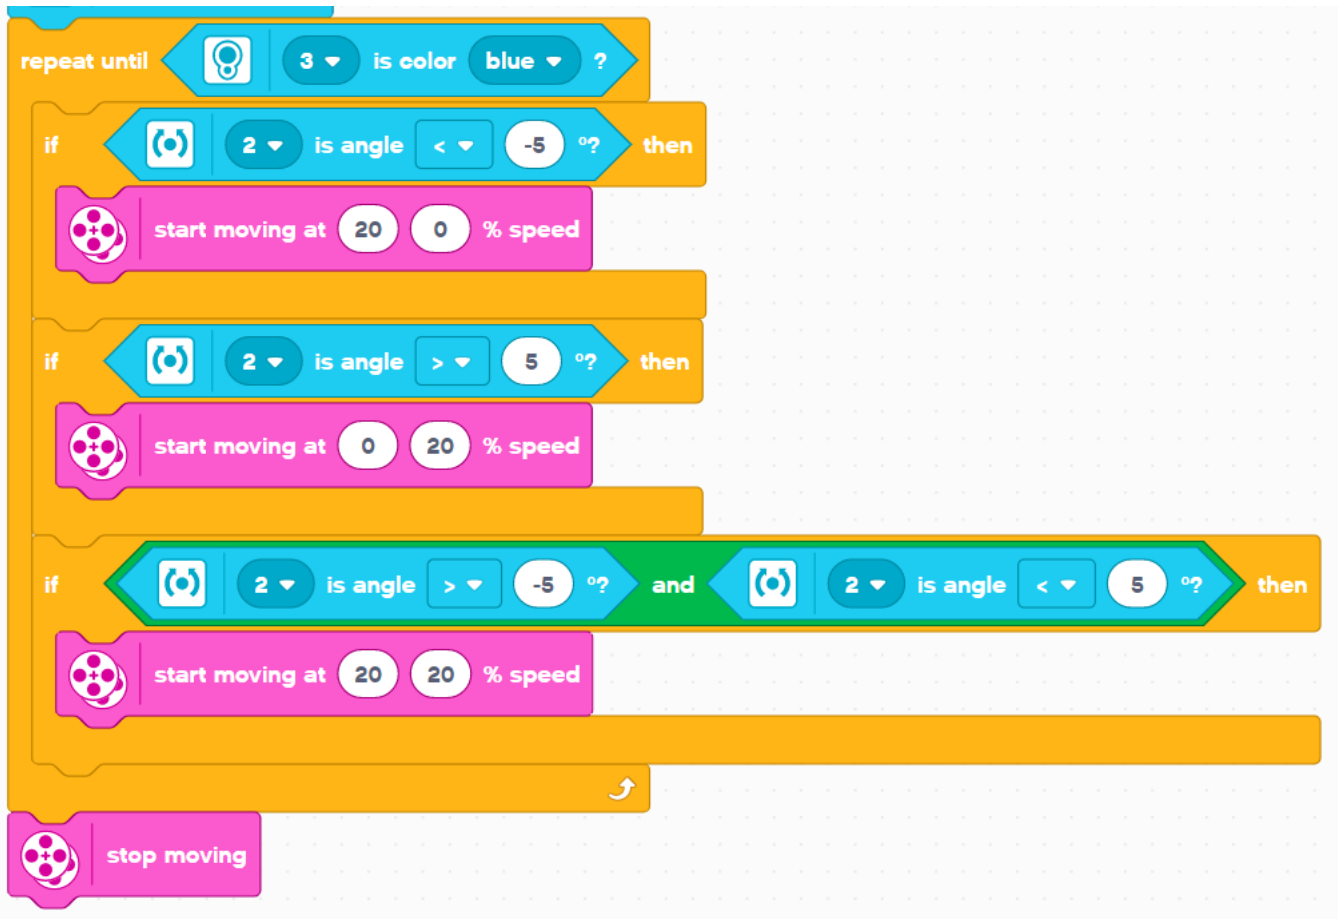 repeat until 3 is color blue ?
if 2 is angle < -5 º? then
start moving at 20 0 % speed
if 2 is angle > 5 º? then
start moving at 0 20 % speed
if 2 is angle > -5 º? and 2 is angle < 5 º? then
start moving at 20 20 % speed
stop moving